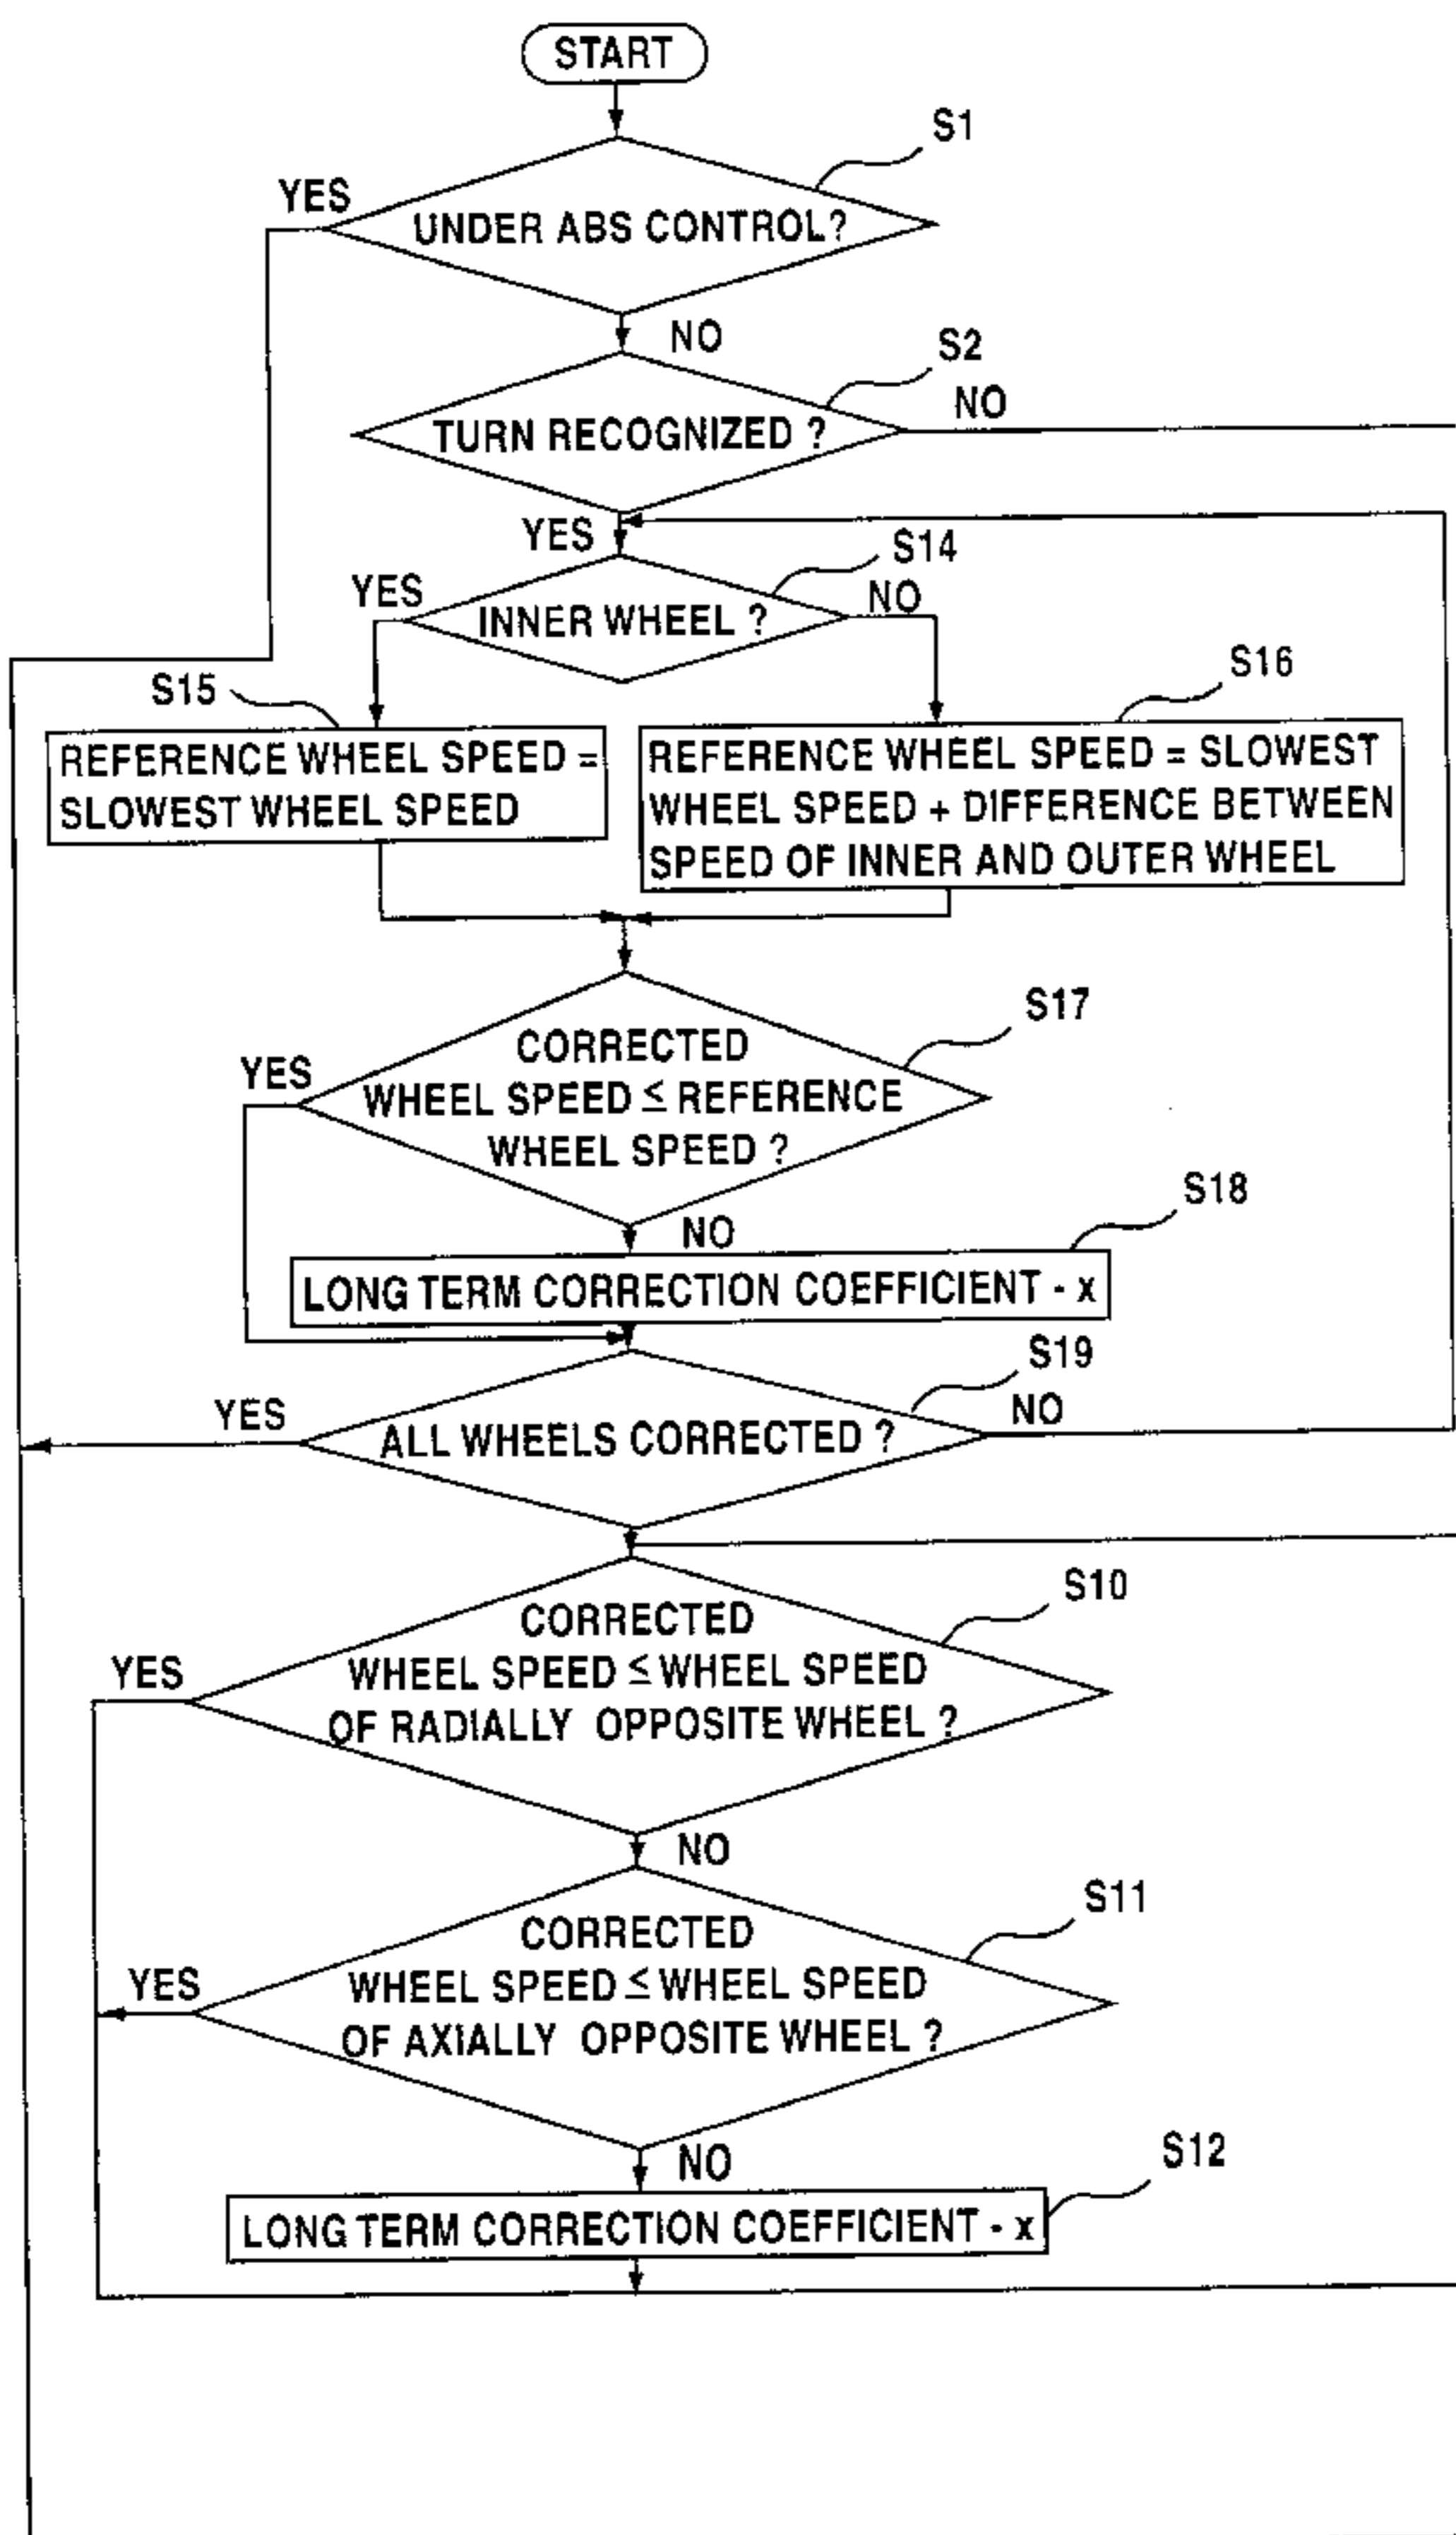 START
S1
YES
UNDER ABS CONTROL?
NO
S2
NO
TURN RECOGNIZED ?
YES
S14
YES
NO
INNER WHEEL ?
S15
S16
REFERENCE WHEEL SPEED =
SLOWEST WHEEL SPEED
REFERENCE WHEEL SPEED = SLOWEST
WHEEL SPEED + DIFFERENCE BETWEEN
SPEED OF INNER AND OUTER WHEEL
S17
YES
CORRECTED
WHEEL SPEED ≤ REFERENCE
WHEEL SPEED ?
S18
NO
LONG TERM CORRECTION COEFFICIENT - x
S19
YES
NO
ALL WHEELS CORRECTED ?
S10
YES
CORRECTED
WHEEL SPEED ≤ WHEEL SPEED
OF RADIALLY OPPOSITE WHEEL ?
NO
S11
YES
CORRECTED
WHEEL SPEED ≤ WHEEL SPEED
OF AXIALLY OPPOSITE WHEEL ?
NO
S12
LONG TERM CORRECTION COEFFICIENT - x